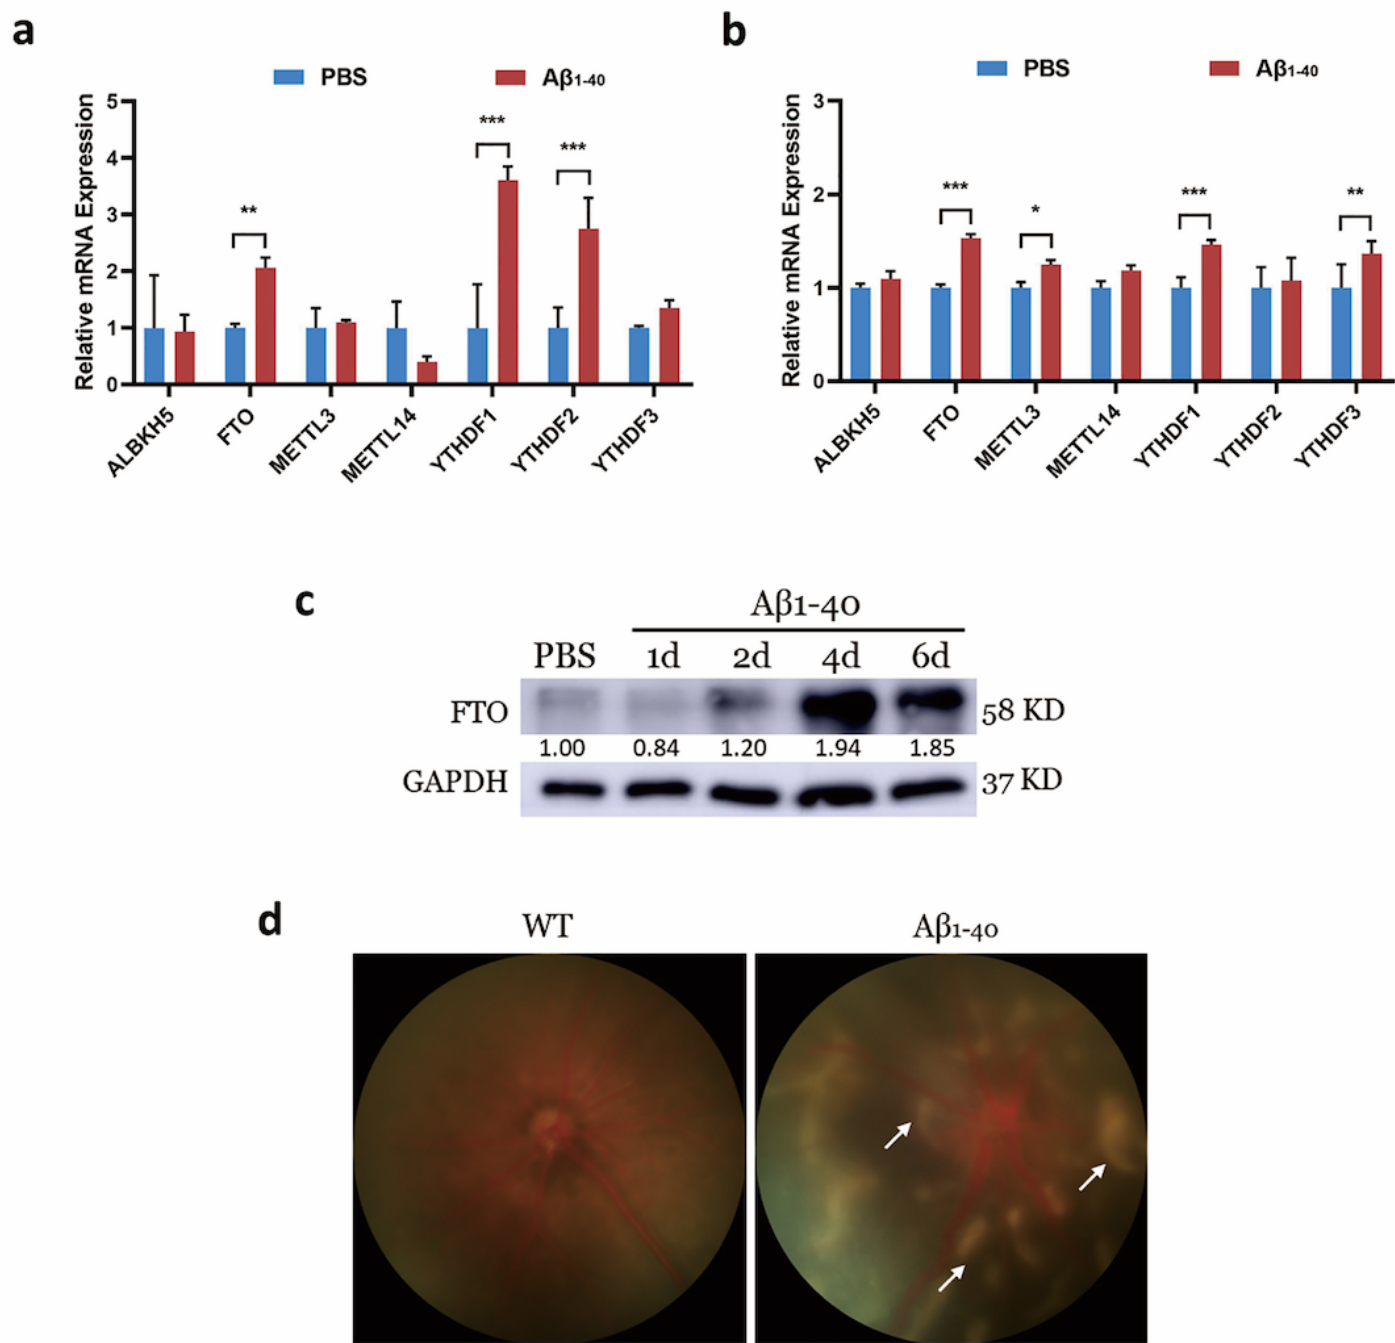 a
PBS
Aβ1-40
Relative mRNA Expression
5
4
3
2
1
0
**
***
***
ALBKH5
FTO
METTL3
METTL14
YTHDF1
YTHDF2
YTHDF3
b
PBS
Aβ1-40
Relative mRNA Expression
3
2
1
0
***
*
***
**
ALBKH5
FTO
METTL3
METTL14
YTHDF1
YTHDF2
YTHDF3
c
Aβ1-40
PBS 1d 2d 4d 6d
FTO 58 KD
1.00 0.84 1.20 1.94 1.85
GAPDH 37 KD
d
WT
Aβ1-40